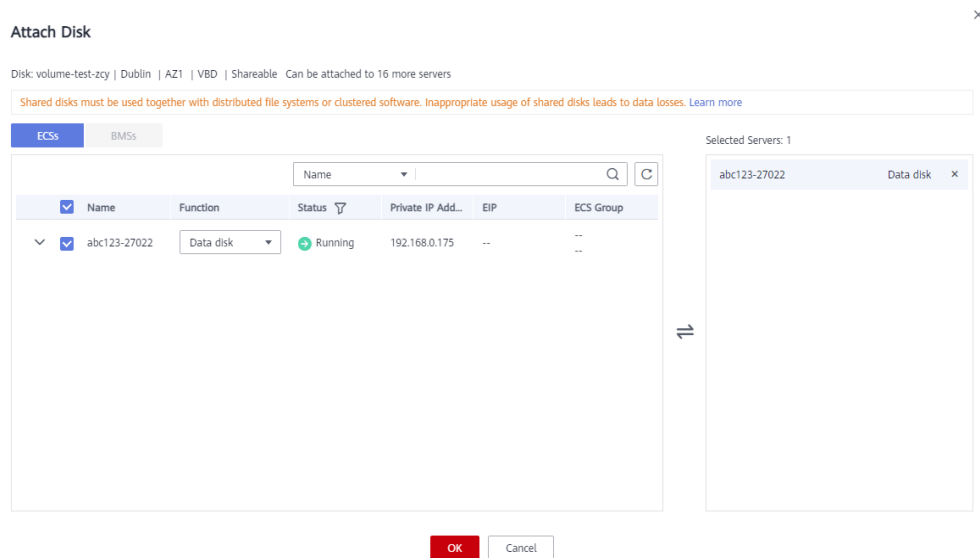 Attach Disk
Disk: volume-test-zcy | Dublin | AZ1 | VBD | Shareable Can be attached to 16 more servers
Shared disks must be used together with distributed file systems or clustered software. Inappropriate usage of shared disks leads to data losses. Learn more
ECSs BMSs
Selected Servers: 1
Name
abc123-27022 Data disk
Name Function Status Private IP Add... EIP ECS Group
abc123-27022 Data disk Running 192.168.0.175 -- --
--
OK Cancel